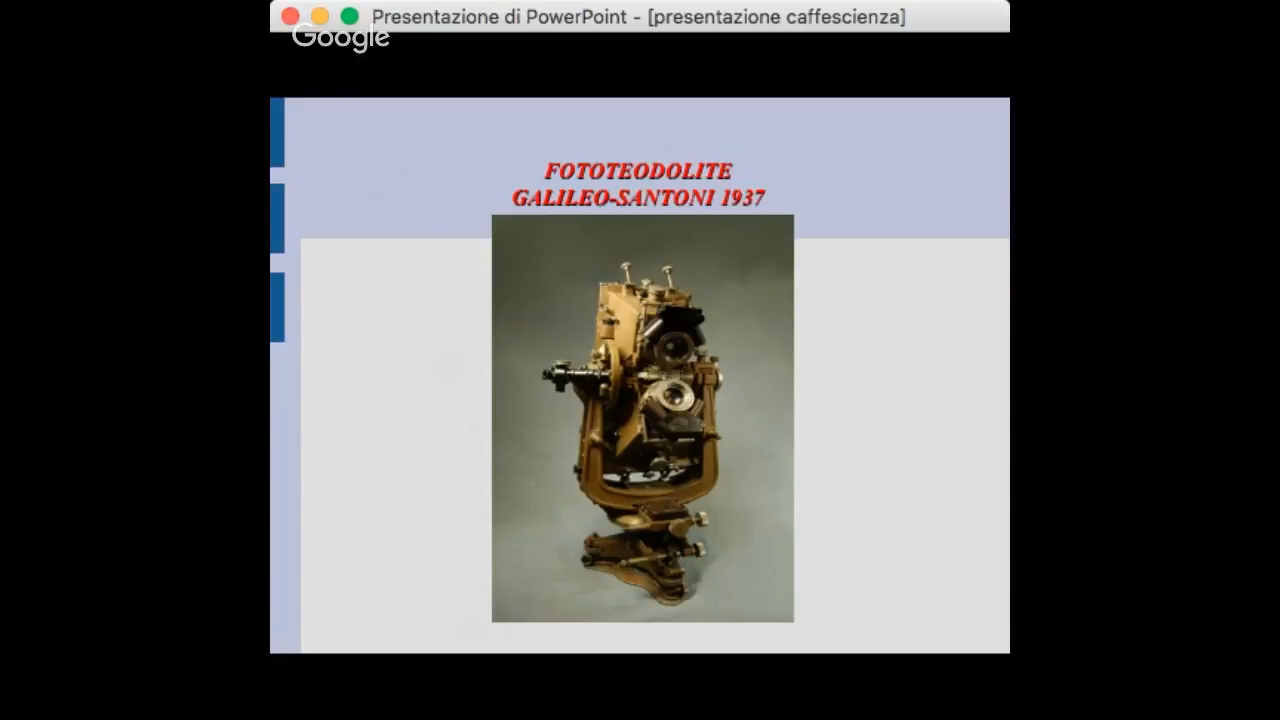 Presentazione di PowerPoint - [presentazione caffescienza]
Google
FOTOTEODOLITE
GALILEO-SANTONI 1937